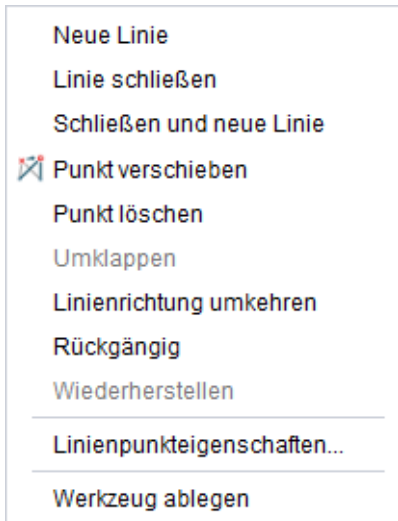 Neue Linie
Linie schließen
Schließen und neue Linie
Punkt verschieben
Punkt löschen
Umklappen
Linienrichtung umkehren
Rückgängig
Wiederherstellen
Linienpunkteigenschaften...
Werkzeug ablegen